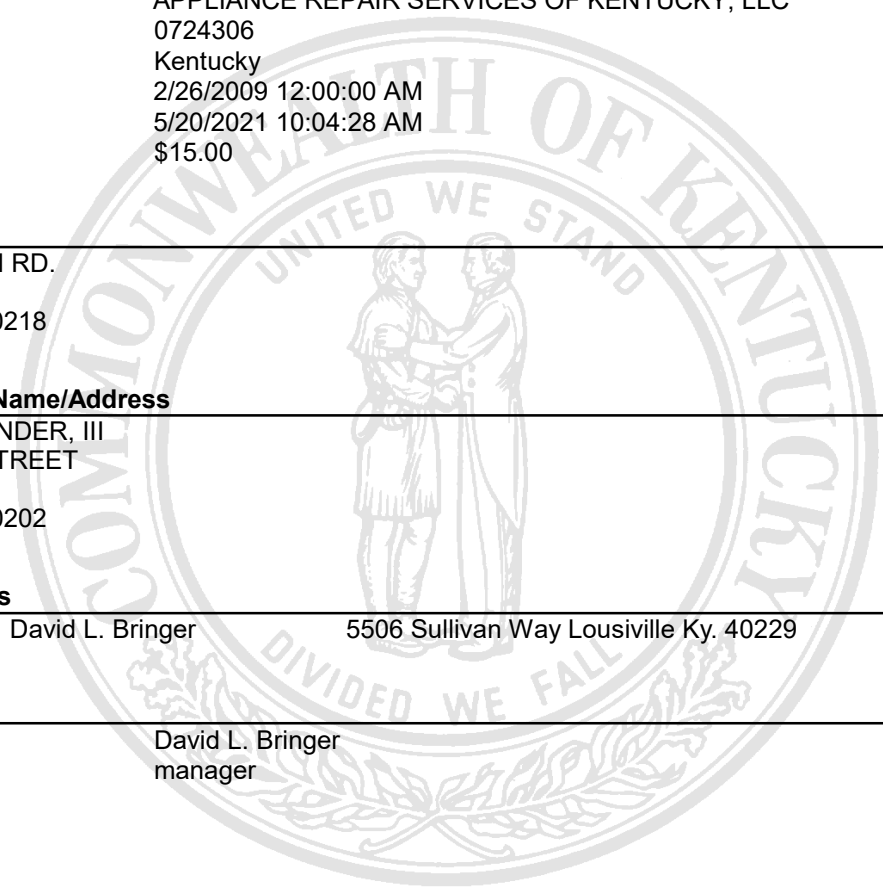 APPLIANCE REPAIR SERVICES OF KENTUCKY, LLC
0724306
Kentucky
2/26/2009 12:00:00 AM
5/20/2021 10:04:28 AM
$15.00
COMMONWEALTH OF KENTUCKY
UNITED WE STAND
RD.
0218
Name/Address
NDER, III
STREET
0202
s
David L. Bringer 5506 Sullivan Way Lousiville Ky. 40229
DIVIDED WE FALL
David L. Bringer
manager